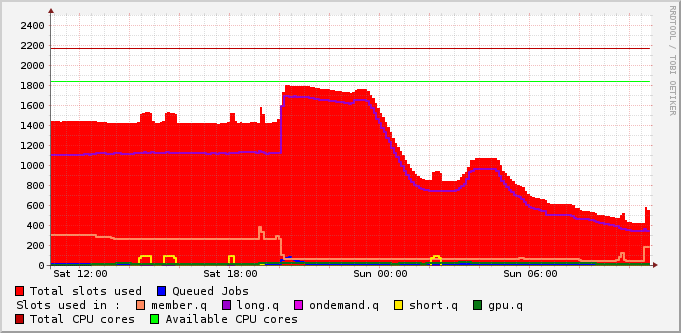 2400
2200
2000
1800
1600
1400
1200
1000
800
600
400
200
0
Sat 12:00 Sat 18:00 Sun 00:00 Sun 06:00
Total slots used Queued Jobs
Slots used in : member.q long.q ondemand.q short.q gpu.q
Total CPU cores Available CPU cores
RRDTOOL / TOBI OETIKER